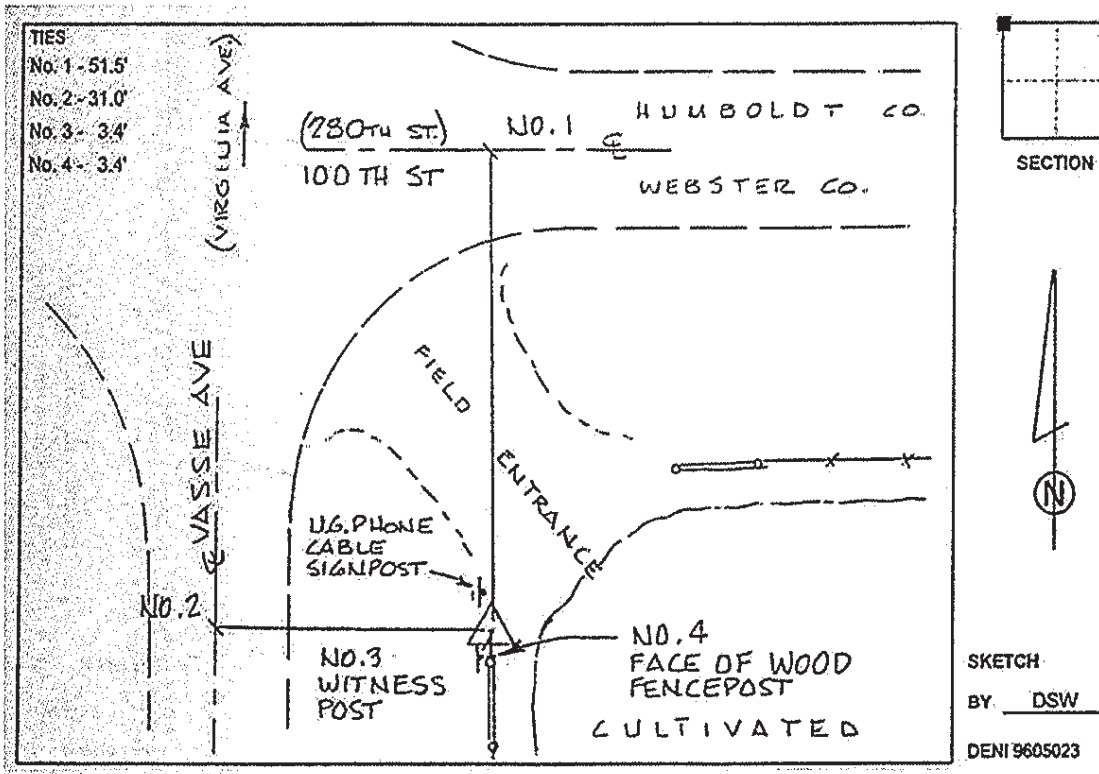 TIES
No. 1 - 51.5'
No. 2 - 31.0'
No. 3 - 3.4'
No. 4 - 3.4'
(VIRGINIA AVE.)
(280TH ST.)
NO. 1
100 TH ST
HUMBOLDT CO.
WEBSTER CO.
SECTION
VASSE AVE
FIELD
ENTRANCE
U.G. PHONE
CABLE
SIGNPOST
NO. 2
NO. 3
WITNESS
POST
NO. 4
FACE OF WOOD
FENCEPOST
CULTIVATED
N
SKETCH
BY DSW
DENI 9605023